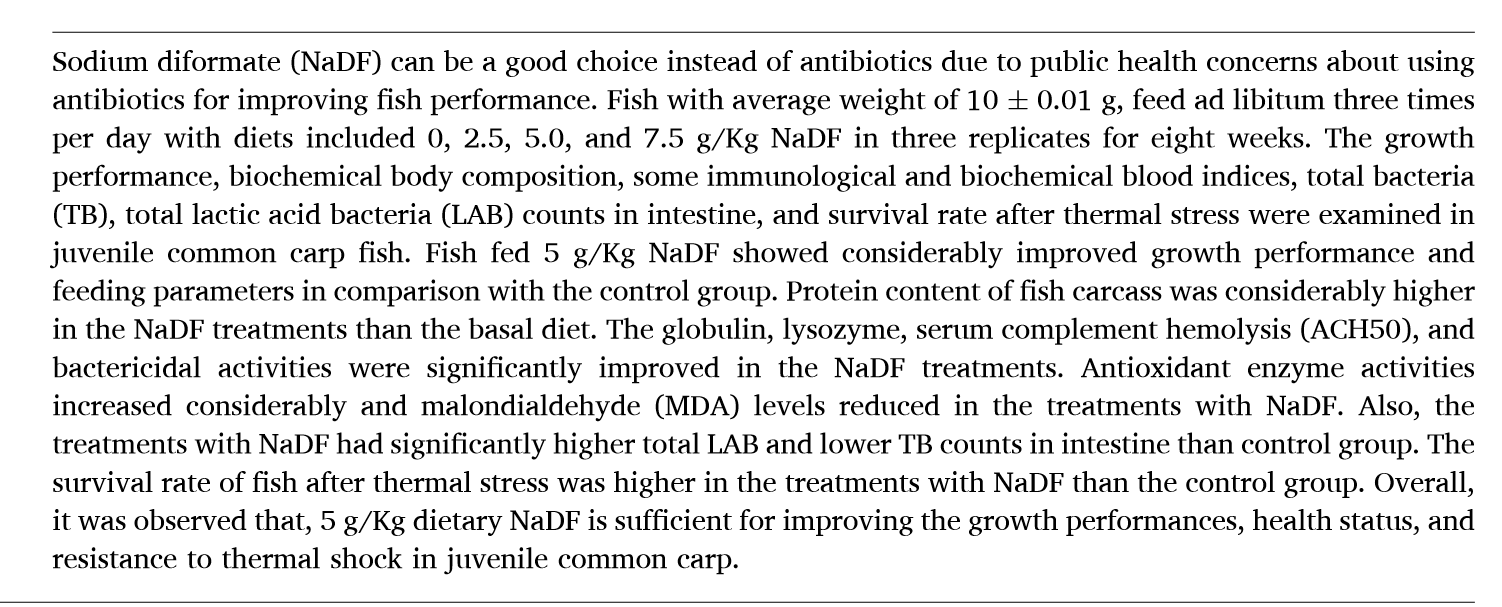 Sodium diformate (NaDF) can be a good choice instead of antibiotics due to public health concerns about using
antibiotics for improving fish performance. Fish with average weight of 10 ± 0.01 g, feed ad libitum three times
per day with diets included 0, 2.5, 5.0, and 7.5 g/Kg NaDF in three replicates for eight weeks. The growth
performance, biochemical body composition, some immunological and biochemical blood indices, total bacteria
(TB), total lactic acid bacteria (LAB) counts in intestine, and survival rate after thermal stress were examined in
juvenile common carp fish. Fish fed 5 g/Kg NaDF showed considerably improved growth performance and
feeding parameters in comparison with the control group. Protein content of fish carcass was considerably higher
in the NaDF treatments than the basal diet. The globulin, lysozyme, serum complement hemolysis (ACH50), and
bactericidal activities were significantly improved in the NaDF treatments. Antioxidant enzyme activities
increased considerably and malondialdehyde (MDA) levels reduced in the treatments with NaDF. Also, the
treatments with NaDF had significantly higher total LAB and lower TB counts in intestine than control group. The
survival rate of fish after thermal stress was higher in the treatments with NaDF than the control group. Overall,
it was observed that, 5 g/Kg dietary NaDF is sufficient for improving the growth performances, health status, and
resistance to thermal shock in juvenile common carp.